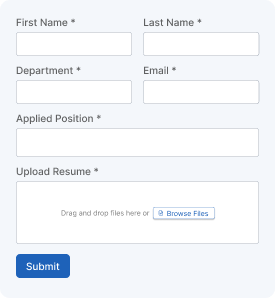 First Name * Last Name *
Department * Email *
Applied Position *
Upload Resume *
Drag and drop files here or Browse Files
Submit